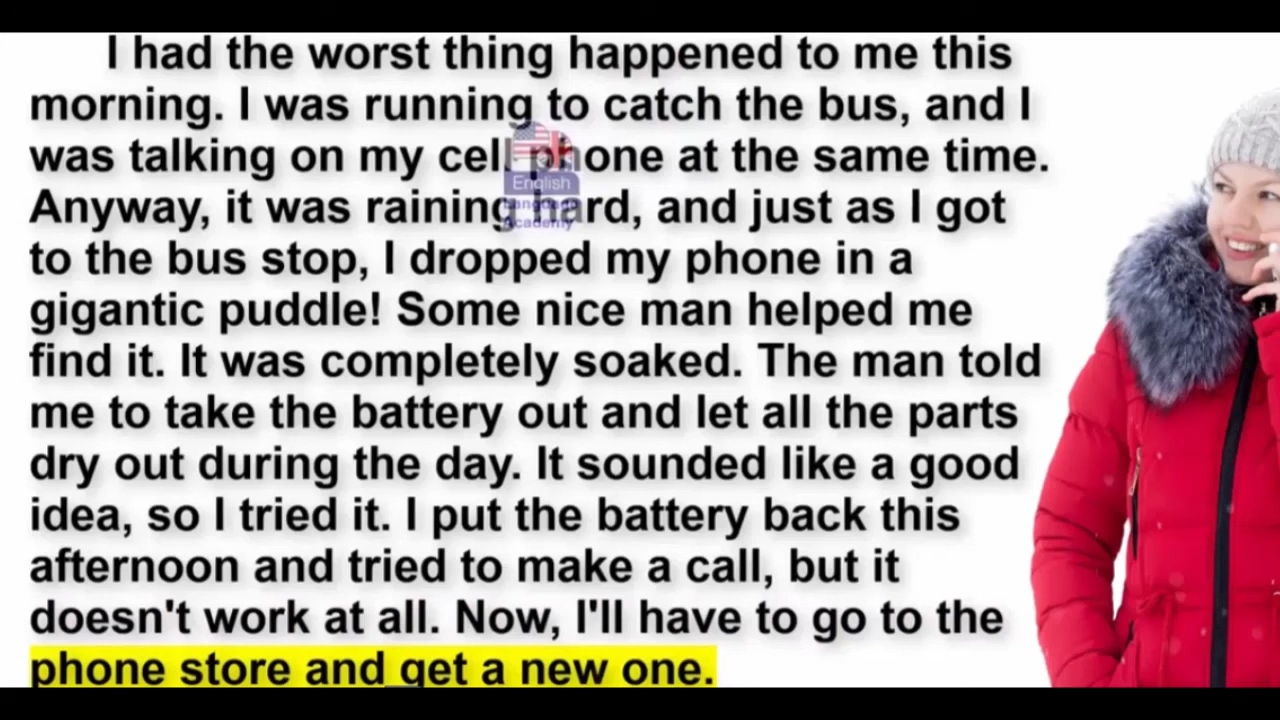 I had the worst thing happened to me this
morning. I was running to catch the bus, and I
was talking on my cell phone at the same time.
Anyway, it was raining hard, and just as I got
to the bus stop, I dropped my phone in a
gigantic puddle! Some nice man helped me
find it. It was completely soaked. The man told
me to take the battery out and let all the parts
dry out during the day. It sounded like a good
idea, so I tried it. I put the battery back this
afternoon and tried to make a call, but it
doesn't work at all. Now, I'll have to go to the
phone store and get a new one.
English
Language
Academy